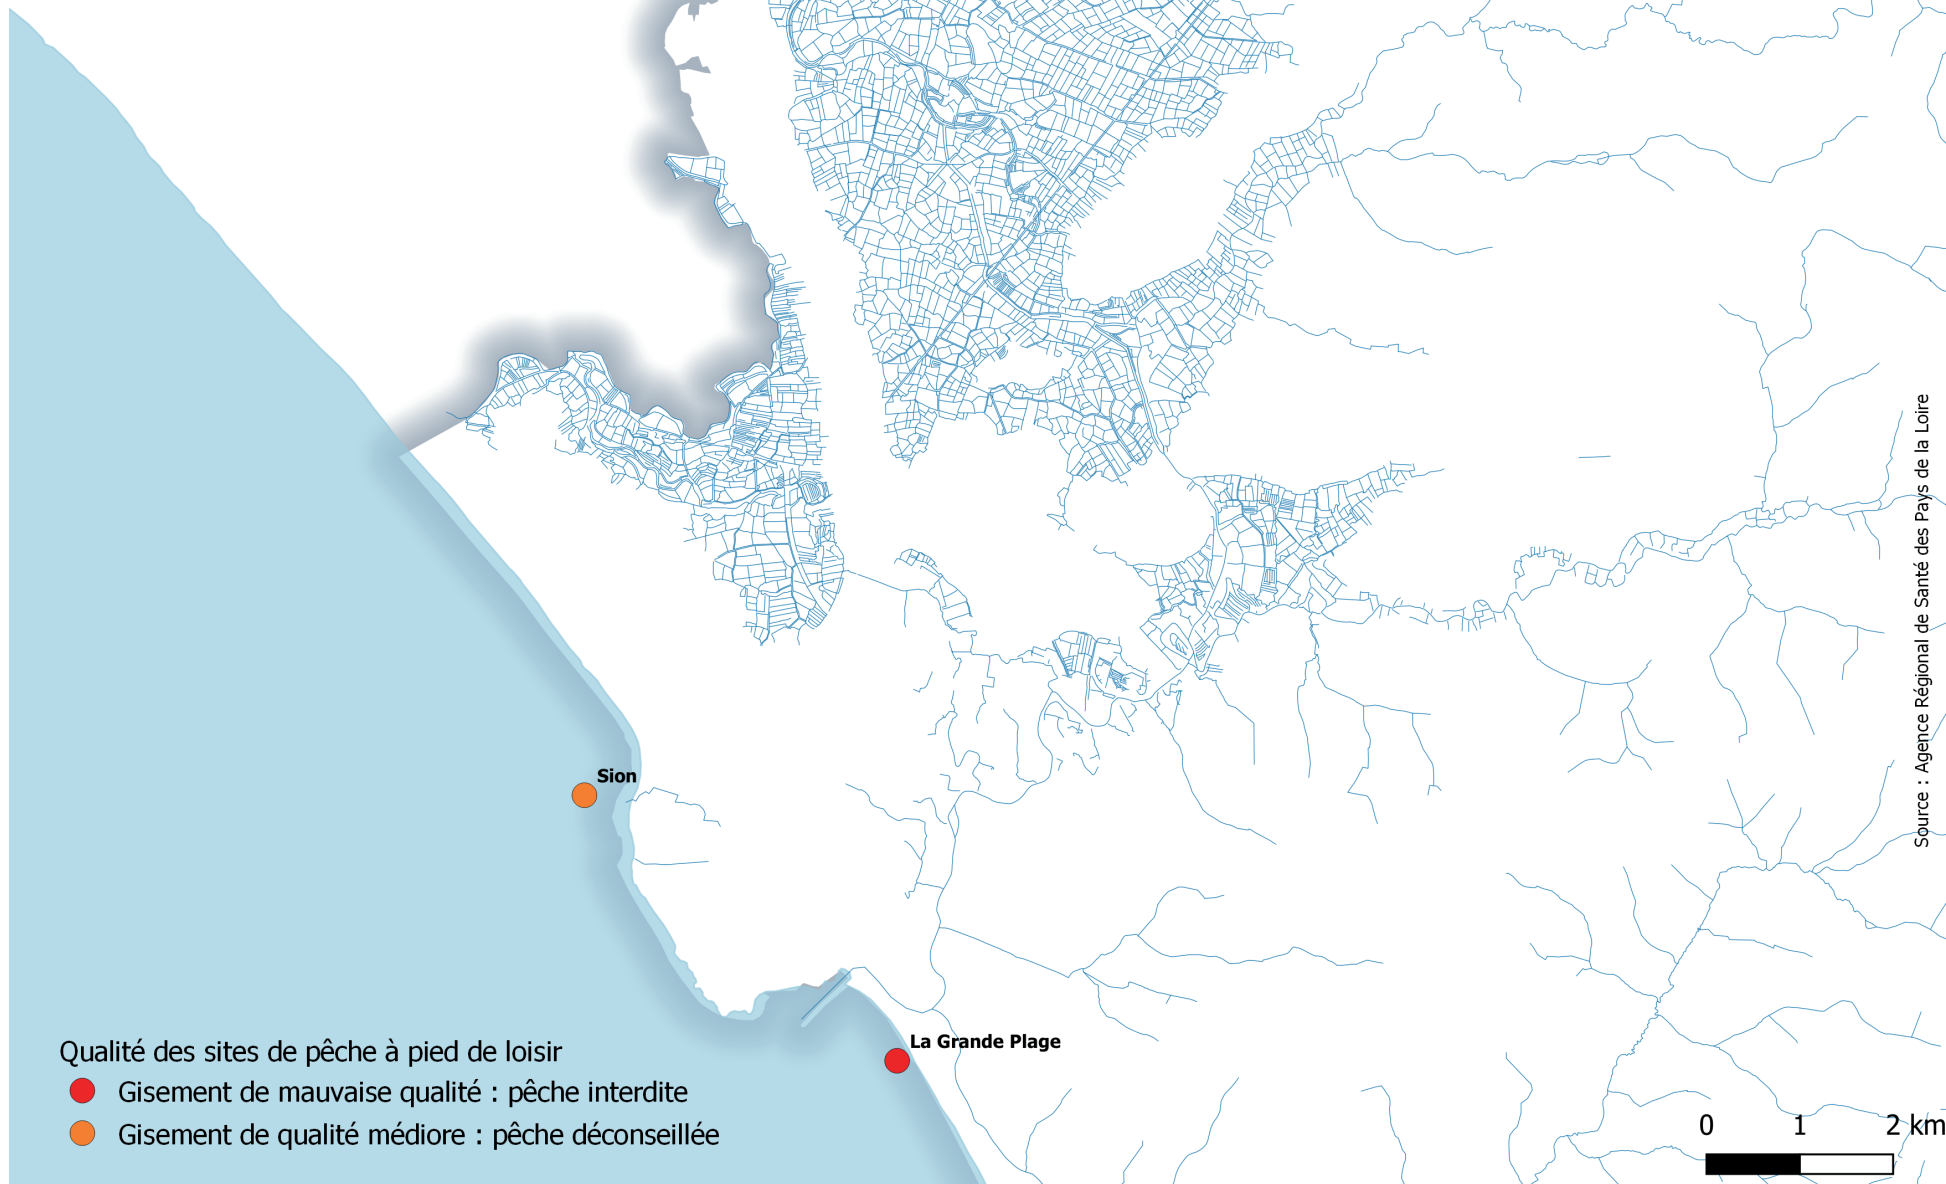 Sion
La Grande Plage
Qualité des sites de pêche à pied de loisir
Gisement de mauvaise qualité : pêche interdite
Gisement de qualité médiore : pêche déconseillée
0 1 2 km
Source : Agence Régional de Santé des Pays de la Loire